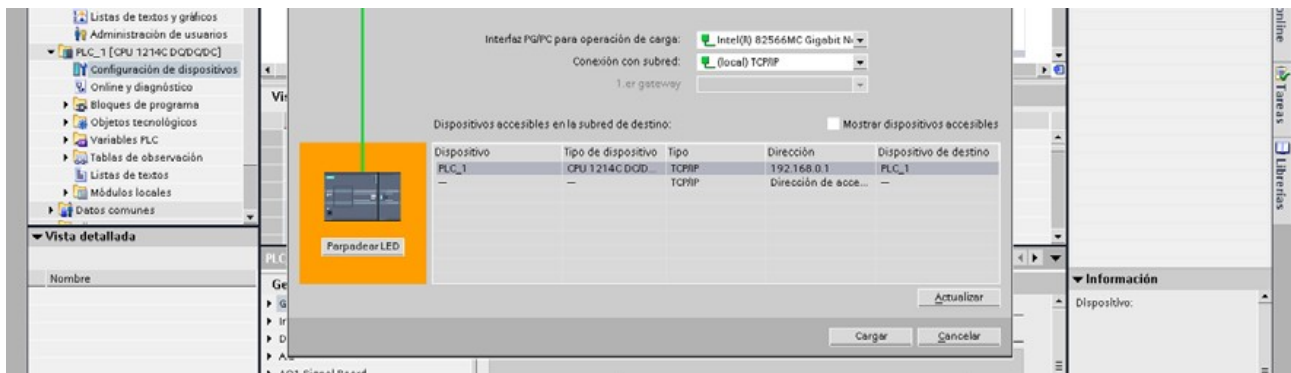 Listas de textos y gráficos
Administración de usuarios
PLC_1 [CPU 1214C DC/DC/DC]
Configuración de dispositivos
Online y diagnóstico
Bloques de programa
Objetos tecnológicos
Variables PLC
Tablas de observación
Listas de textos
Módulos locales
Datos comunes
Vista detallada
Nombre
Interfaz PG/PC para operación de carga: Intel(R) 82566MC Gigabit N
Conexión con subred: (local) TCP/IP
1.er gateway
Dispositivos accesibles en la subred de destino: Mostrar dispositivos accesibles
Dispositivo Tipo de dispositivo Tipo Dirección Dispositivo de destino
PLC_1 CPU 1214C DC/D... TCP/IP 192.168.0.1 PLC_1
— — TCP/IP Dirección de acce... —
Parpadear LED
Actualizar
Cargar Cancelar
Información
Dispositivo:
online
Tareas
Librerías